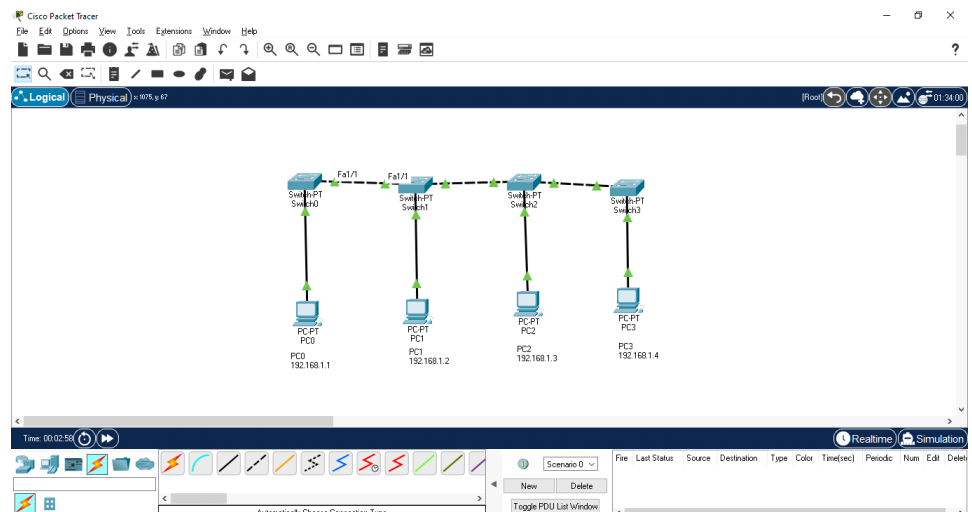 Cisco Packet Tracer
File Edit Options View Tools Extensions Window Help
?
Logical Physical x: 1075, y: 67 [Root] 01:34:00
Fa1/1 Fa1/1
Switch-PT Switch-PT Switch-PT Switch-PT
Switch0 Switch1 Switch2 Switch3
PC-PT PC-PT PC-PT PC-PT
PC0 PC1 PC2 PC3
PC0 PC1 PC2 PC3
192.168.1.1 192.168.1.2 192.168.1.3 192.168.1.4
Time: 00:02:58 Realtime Simulation
Scenario 0 Fire Last Status Source Destination Type Color Time(sec) Periodic Num Edit Delet
New Delete
Toggle PDU List Window
Automatically Choose Connection Type